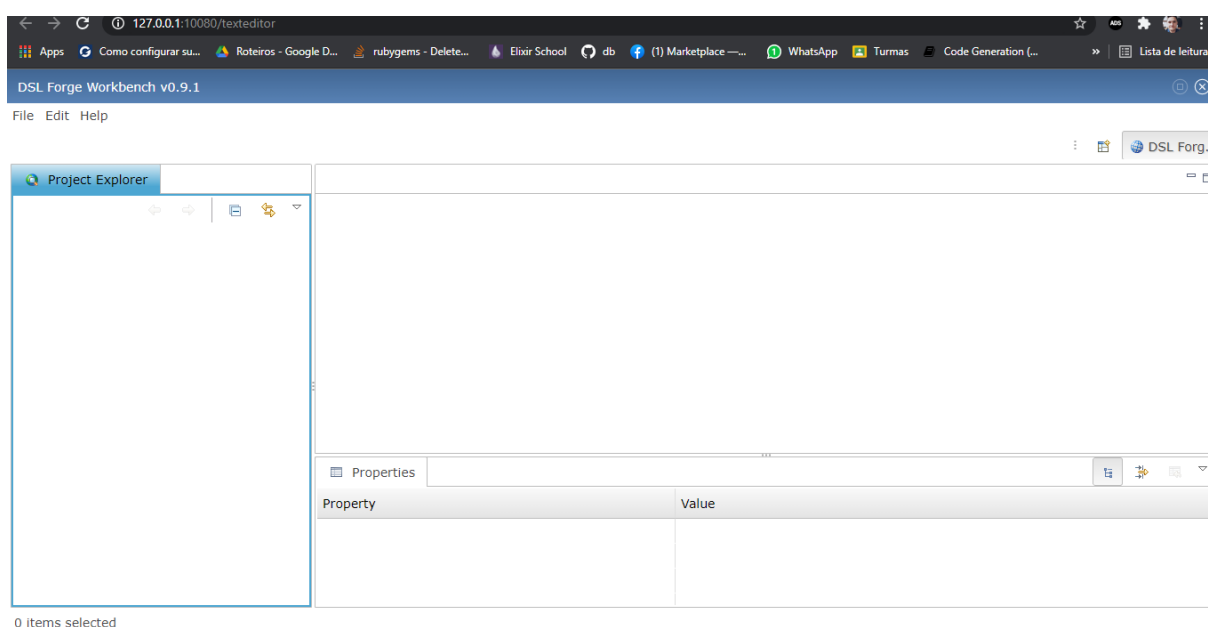 127.0.0.1:10080/texteditor
ADS
Apps Como configurar su... Roteiros - Google D... rubygems - Delete... Elixir School db (1) Marketplace —... WhatsApp Turmas Code Generation (... » Lista de leitura
DSL Forge Workbench v0.9.1
File Edit Help
DSL Forg.
Project Explorer
Properties
Property Value
0 items selected